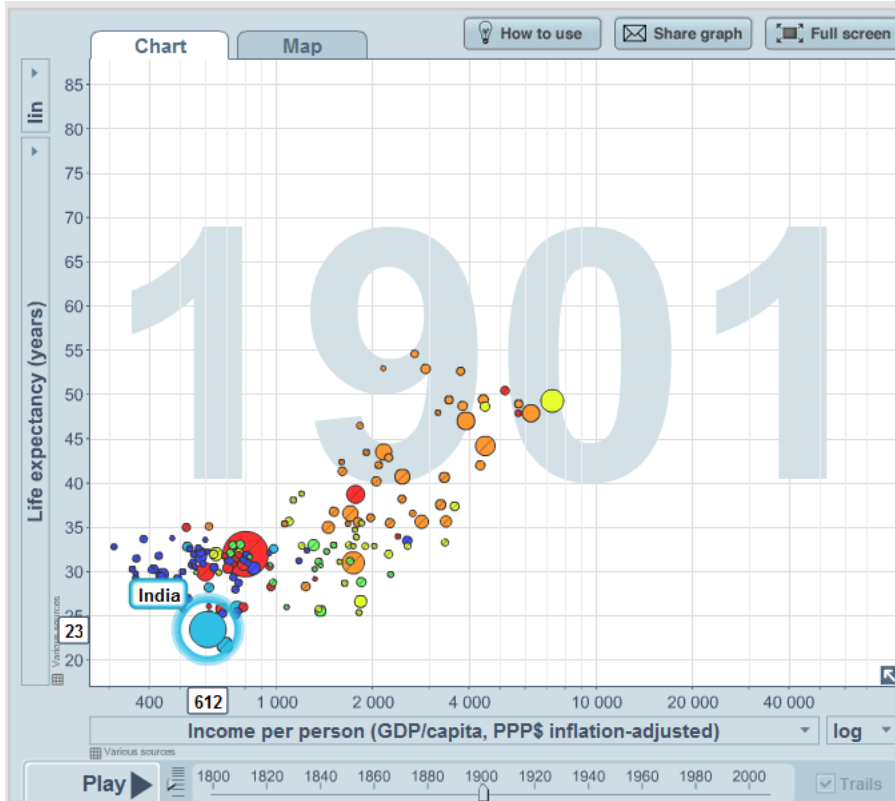 Chart
Map
How to use
Share graph
Full screen
lin
Life expectancy (years)
Various sources
1901
85
80
75
70
65
60
55
50
45
40
35
30
25
23
20
India
400
612
1 000
2 000
4 000
10 000
20 000
40 000
Income per person (GDP/capita, PPP$ inflation-adjusted)
log
Various sources
Play
1800 1820 1840 1860 1880 1900 1920 1940 1960 1980 2000
Trails